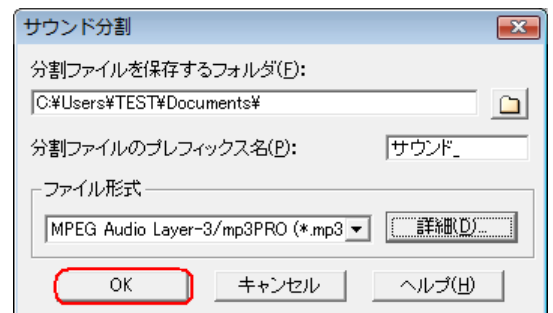 サウンド分割
分割ファイルを保存するフォルダ(F):
C:¥Users¥TEST¥Documents¥
分割ファイルのプレフィックス名(P): サウンド_
ファイル形式
MPEG Audio Layer-3/mp3PRO (*.mp3 詳細(D)...
OK キャンセル ヘルプ(H)